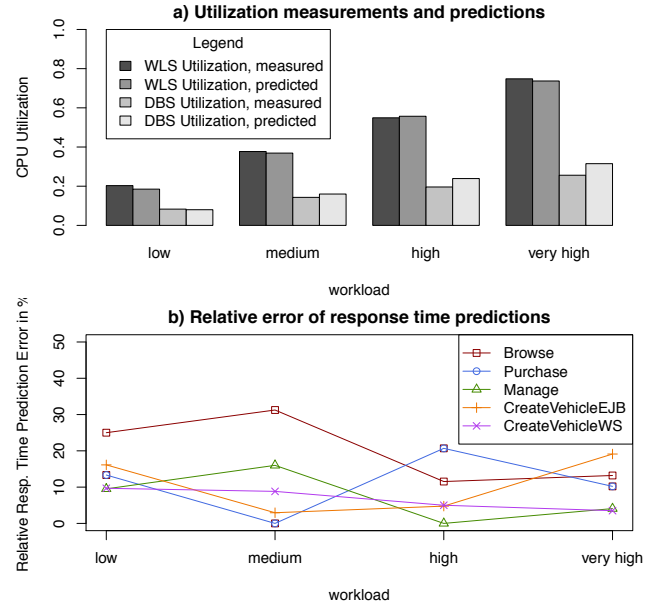 a) Utilization measurements and predictions
CPU Utilization
1.0
0.8
0.6
0.4
0.2
0.0
Legend
WLS Utilization, measured
WLS Utilization, predicted
DBS Utilization, measured
DBS Utilization, predicted
low medium high very high
workload
b) Relative error of response time predictions
Relative Resp. Time Prediction Error in %
50
40
30
20
10
0
Browse
Purchase
Manage
CreateVehicleEJB
CreateVehicleWS
low medium high very high
workload